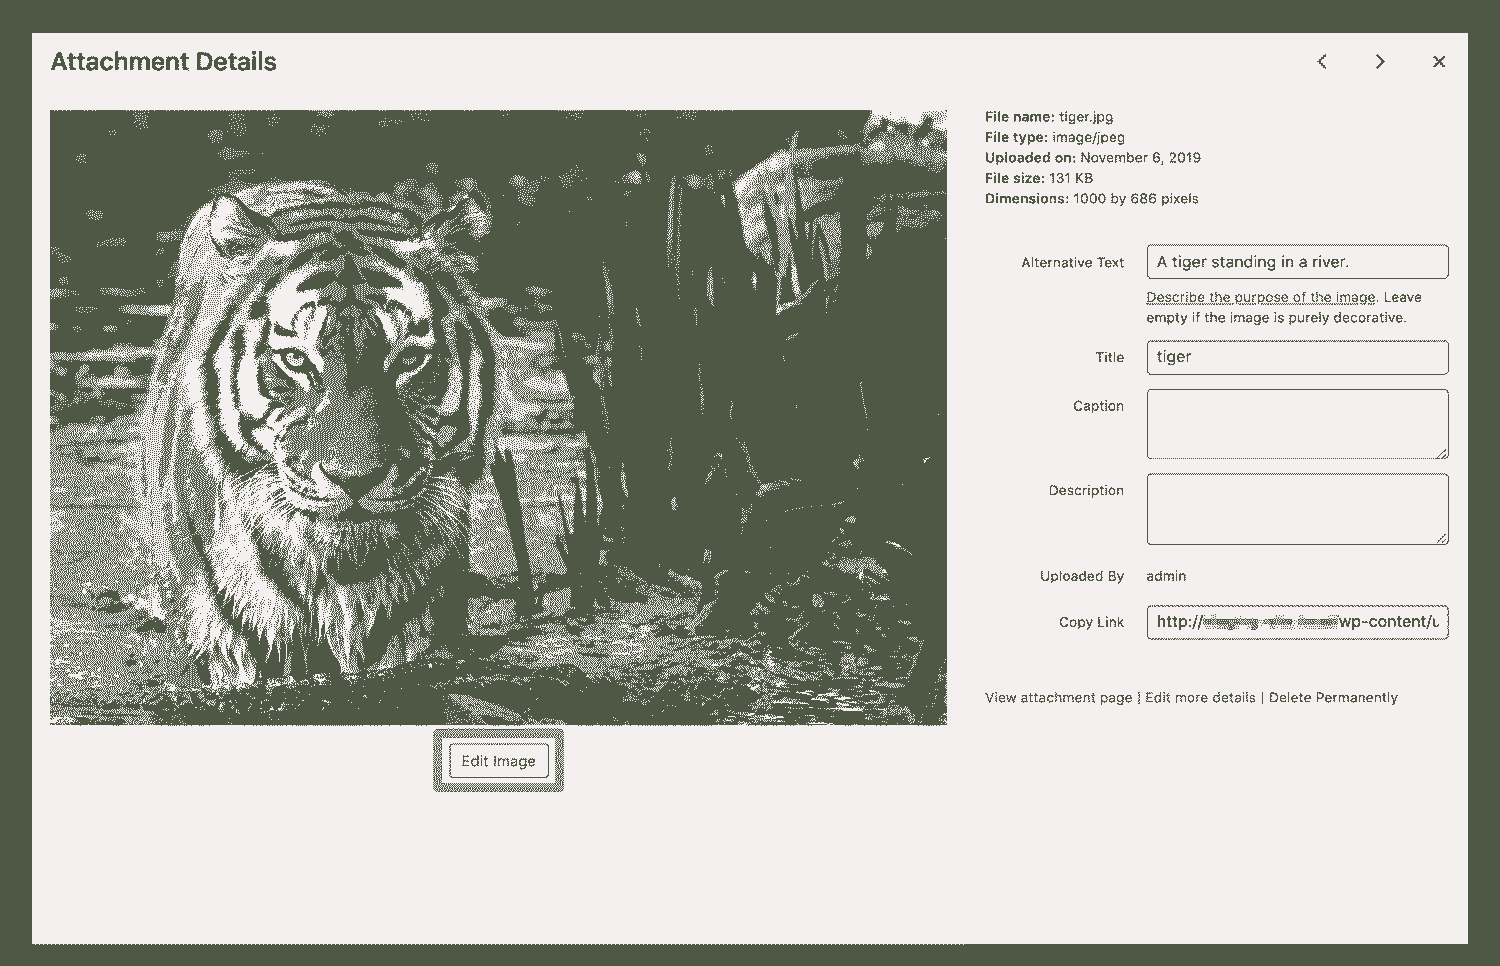 Attachment Details
File name: tiger.jpg
File type: image/jpeg
Uploaded on: November 6, 2019
File size: 131 KB
Dimensions: 1000 by 686 pixels
Alternative Text
A tiger standing in a river.
Describe the purpose of the image. Leave
empty if the image is purely decorative.
Title
tiger
Caption
Description
Uploaded By
admin
Copy Link
http:// wp-content/u
View attachment page | Edit more details | Delete Permanently
Edit Image